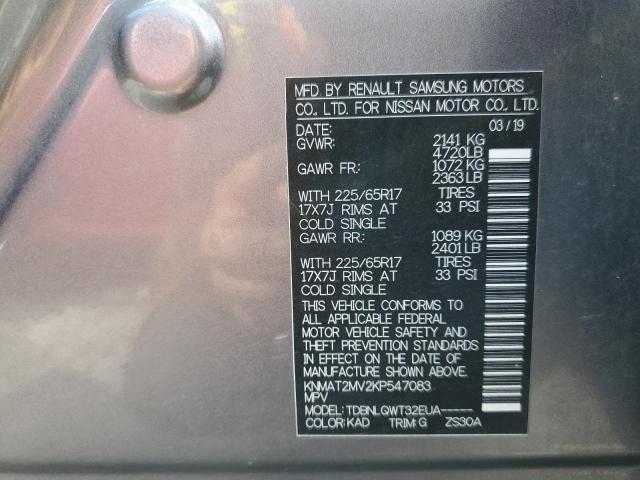 MFD. BY RENAULT SAMSUNG MOTORS
CO., LTD. FOR NISSAN MOTOR CO., LTD.
DATE: 03/19
GVWR: 2141 KG
4720LB
GAWR FR: 1072 KG
2363LB
WITH 225/65R17 TIRES
17X7J RIMS AT 33 PSI
COLD SINGLE
GAWR RR: 1089 KG
2401LB
WITH 225/65R17 TIRES
17X7J RIMS AT 33 PSI
COLD SINGLE
THIS VEHICLE CONFORMS TO
ALL APPLICABLE FEDERAL
MOTOR VEHICLE SAFETY AND
THEFT PREVENTION STANDARDS
IN EFFECT ON THE DATE OF
MANUFACTURE SHOWN ABOVE.
KNMAT2MV2KP547083
MPV
MODEL: TDBNLQWT32EUA-----
COLOR: KAD TRIM: G ZS30A